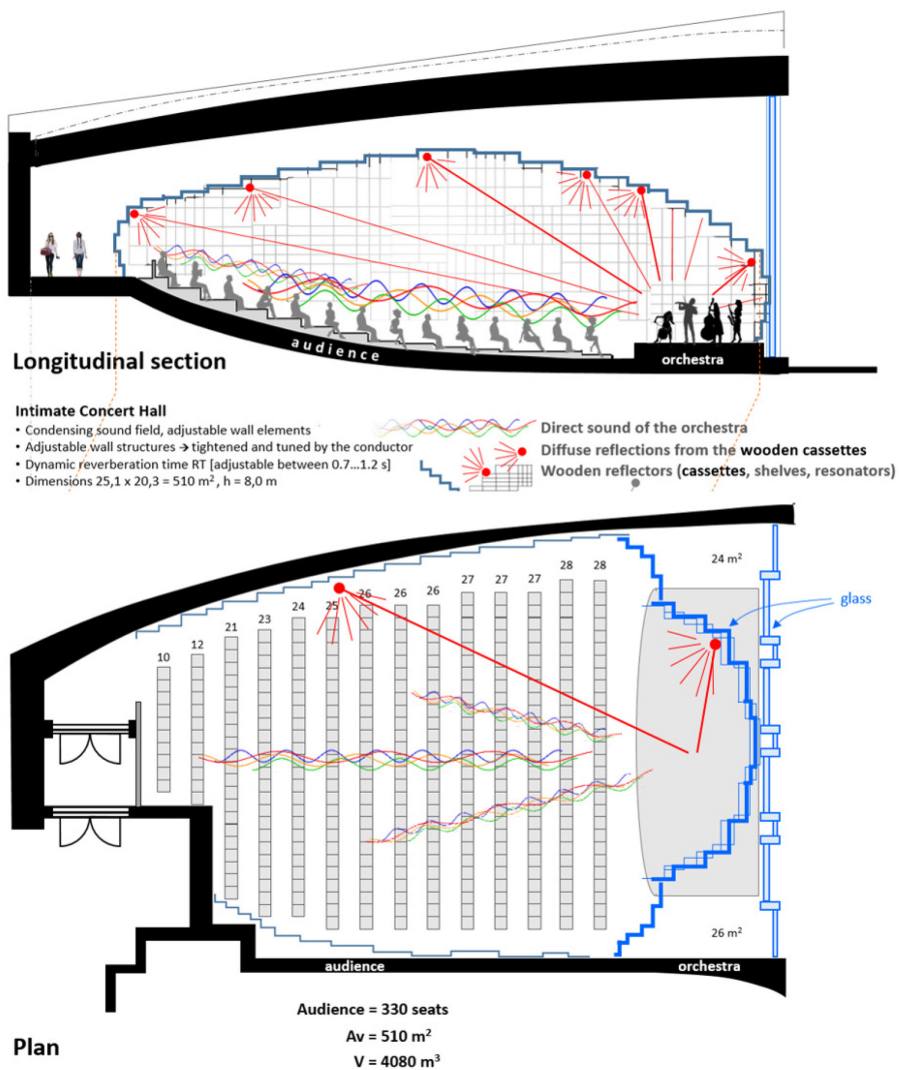 audience
orchestra
Longitudinal section
Intimate Concert Hall
• Condensing sound field, adjustable wall elements
• Adjustable wall structures → tightened and tuned by the conductor
• Dynamic reverberation time RT [adjustable between 0.7...1.2 s]
• Dimensions 25,1 x 20,3 = 510 m², h = 8,0 m
Direct sound of the orchestra
Diffuse reflections from the wooden cassettes
Wooden reflectors (cassettes, shelves, resonators)
24 m²
glass
10
12
21
23
24
25
26
26
26
27
27
27
28
28
26 m²
audience
orchestra
Audience = 330 seats
Av = 510 m²
V = 4080 m³
Plan